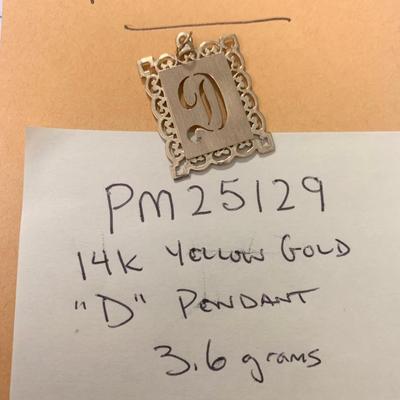 D
PM25129
14K YELLOW GOLD
"D" PENDANT
3.6 grams